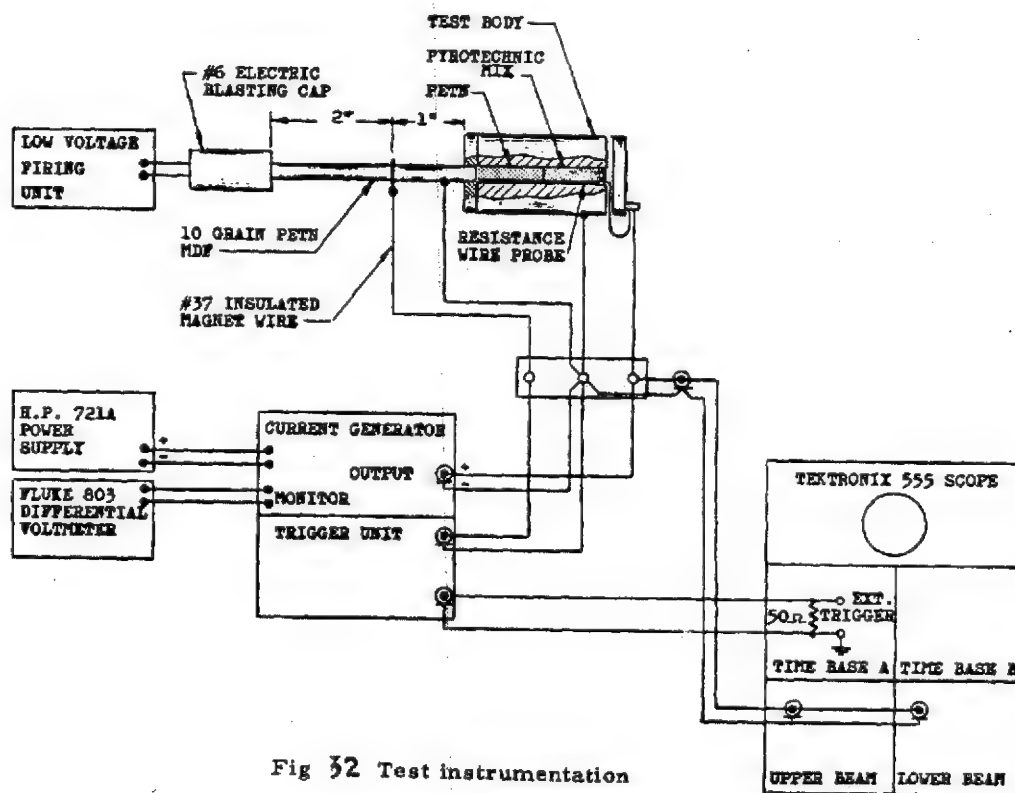 TEST BODY
PYROTECHNIC
MIX
PETN
#6 ELECTRIC
BLASTING CAP
2"
1"
LOW VOLTAGE
FIRING
UNIT
10 GRAIN PETN
MDF
RESISTANCE
WIRE PROBE
#37 INSULATED
MAGNET WIRE
H.P. 721A
POWER
SUPPLY
+
-
CURRENT GENERATOR
OUTPUT
+
-
MONITOR
FLUKE 803
DIFFERENTIAL
VOLTMETER
TRIGGER UNIT
TEKTRONIX 555 SCOPE
EXT.
TRIGGER
50Ω
TIME BASE A
TIME BASE B
UPPER BEAM
LOWER BEAM
Fig 32 Test instrumentation